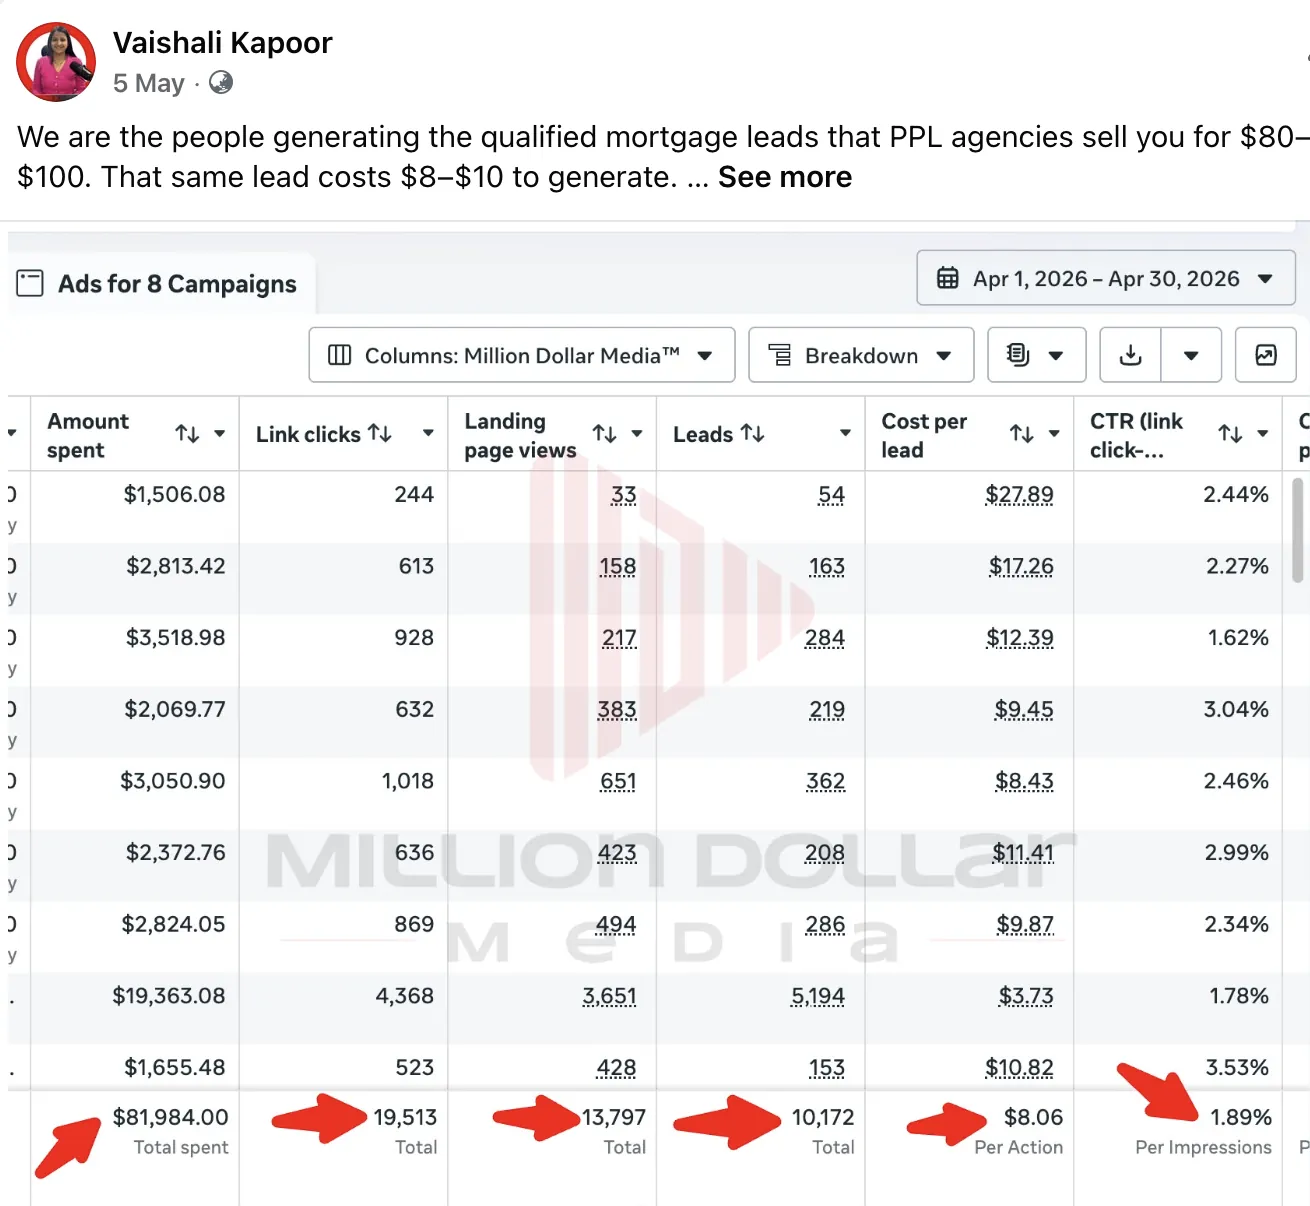 Vaishali Kapoor
5 May ·
We are the people generating the qualified mortgage leads that PPL agencies sell you for $80–
$100. That same lead costs $8–$10 to generate. ... See more
Ads for 8 Campaigns
Apr 1, 2026 – Apr 30, 2026
Columns: Million Dollar Media™
Breakdown
Amount spent
Link clicks
Landing page views
Leads
Cost per lead
CTR (link click-...
$1,506.08 244 33 54 $27.89 2.44%
y
$2,813.42 613 158 163 $17.26 2.27%
y
$3,518.98 928 217 284 $12.39 1.62%
y
$2,069.77 632 383 219 $9.45 3.04%
y
$3,050.90 1,018 651 362 $8.43 2.46%
y
$2,372.76 636 423 208 $11.41 2.99%
y
$2,824.05 869 494 286 $9.87 2.34%
y
. $19,363.08 4,368 3,651 5,194 $3.73 1.78%
. $1,655.48 523 428 153 $10.82 3.53%
MILLION DOLLar
MeDIa
$81,984.00 19,513 13,797 10,172 $8.06 1.89%
Total spent Total Total Total Per Action Per Impressions P